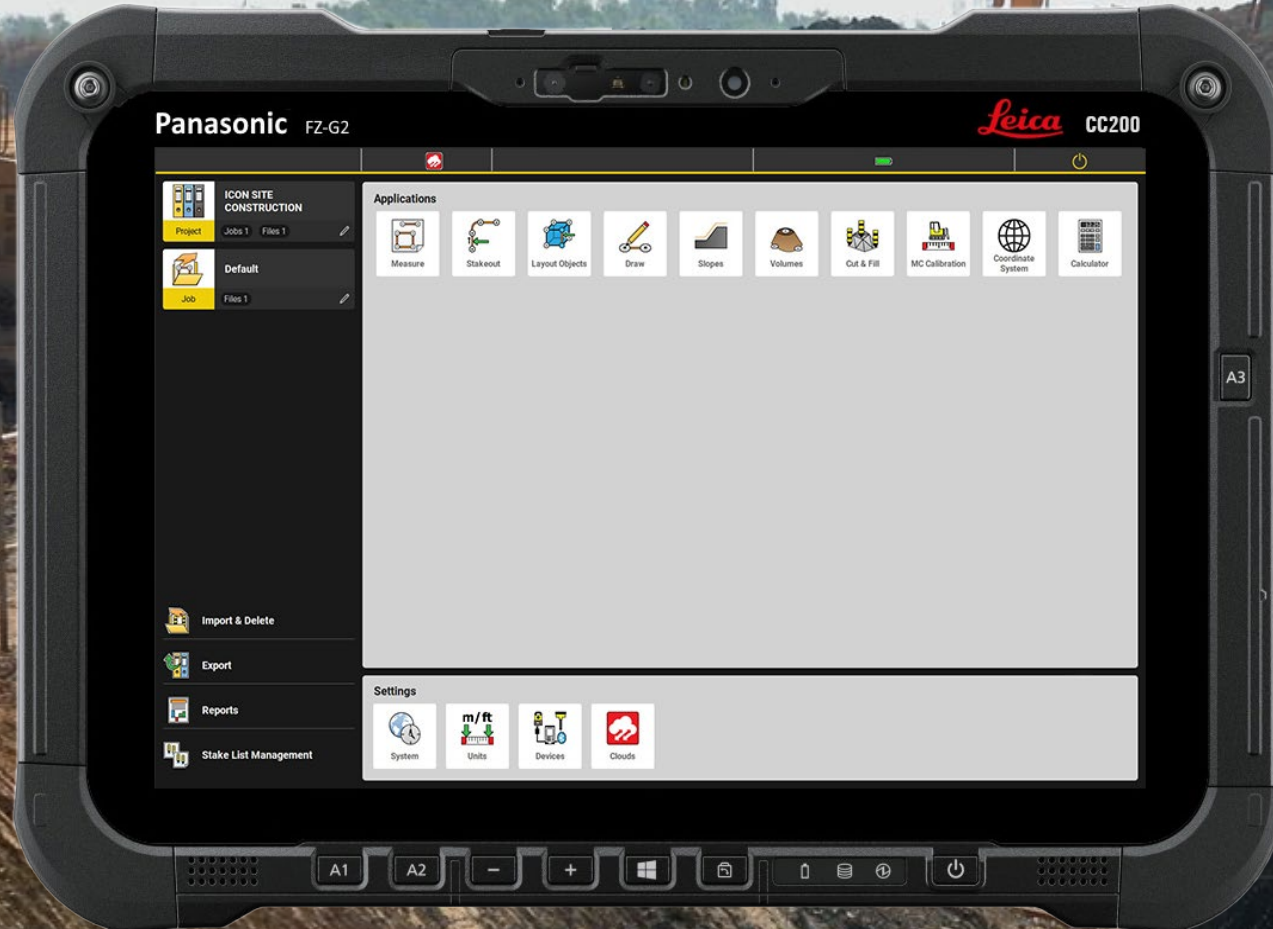 Panasonic FZ-G2
Leica CC200
ICON SITE
CONSTRUCTION
Project
Jobs 1 Files 1
Default
Job
Files 1
Import & Delete
Export
Reports
Stake List Management
Applications
Measure
Stakeout
Layout Objects
Draw
Slopes
Volumes
Cut & Fill
MC Calibration
Coordinate
System
Calculator
Settings
System
m/ft
Units
Devices
Clouds
A3
A1
A2
-
+